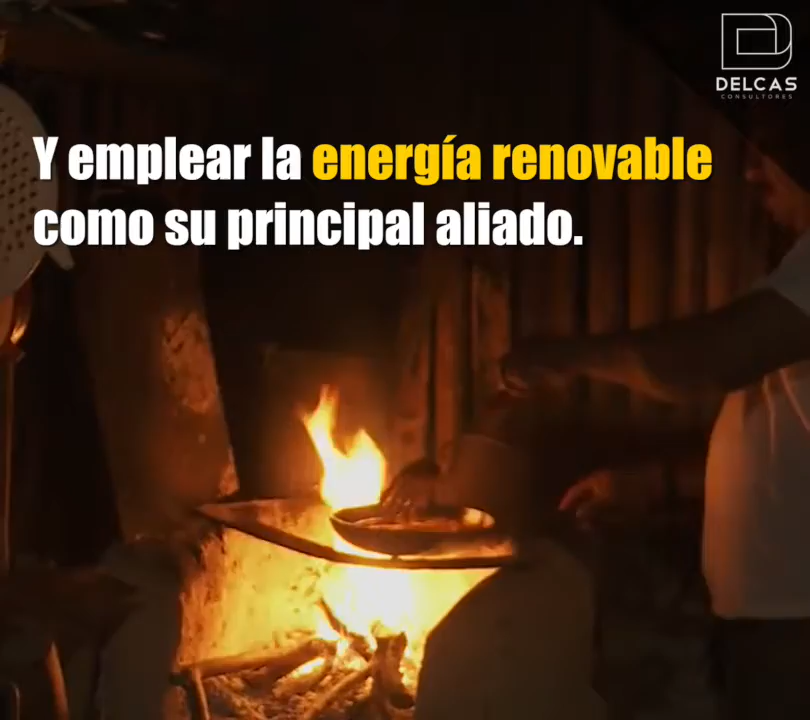 DELCAS
CONSULTORES
Y emplear la energía renovable
como su principal aliado.